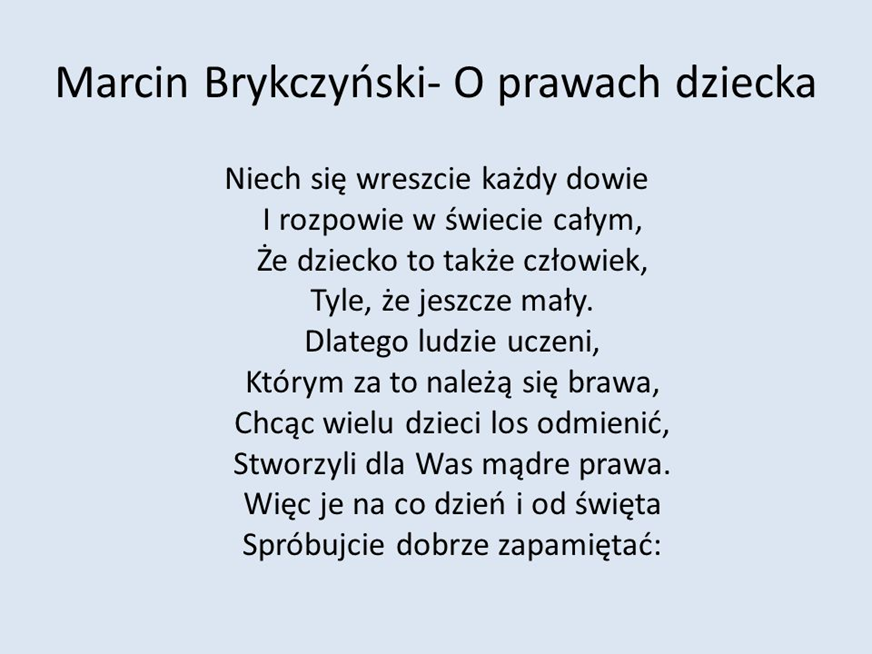 Marcin Brykczyński- O prawach dziecka
Niech się wreszcie każdy dowie
I rozpowie w świecie całym,
Że dziecko to także człowiek,
Tyle, że jeszcze mały.
Dlatego ludzie uczeni,
Którym za to należą się brawa,
Chcąc wielu dzieci los odmienić,
Stworzyli dla Was mądre prawa.
Więc je na co dzień i od święta
Spróbujcie dobrze zapamiętać: